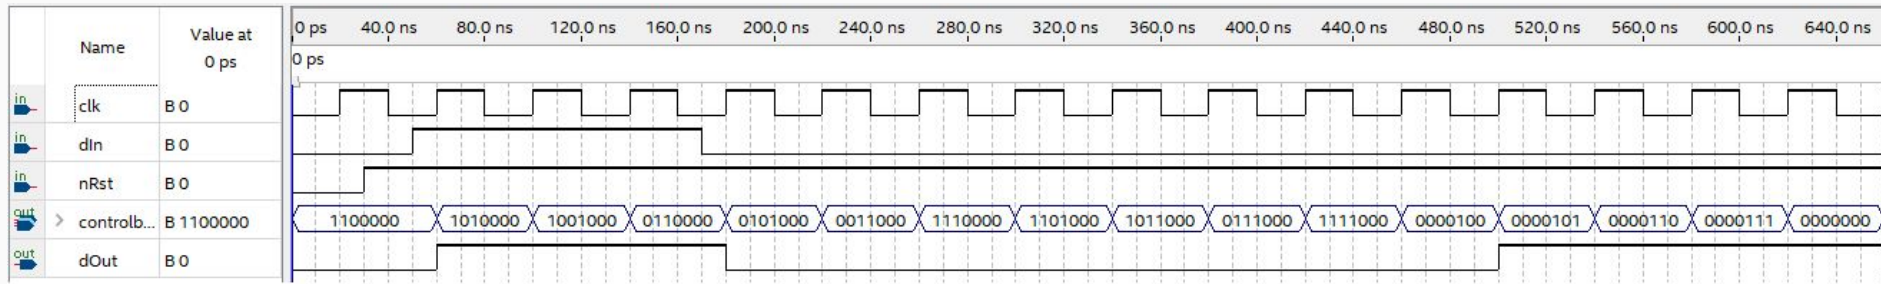 Name Value at 0 ps
0 ps 40.0 ns 80.0 ns 120.0 ns 160.0 ns 200.0 ns 240.0 ns 280.0 ns 320.0 ns 360.0 ns 400.0 ns 440.0 ns 480.0 ns 520.0 ns 560.0 ns 600.0 ns 640.0 ns
0 ps
in clk B 0
in dIn B 0
in nRst B 0
out > controlb... B 1100000 1100000 1010000 1001000 0110000 0101000 0011000 1110000 1101000 1011000 0111000 1111000 0000100 0000101 0000110 0000111 0000000
out dOut B 0